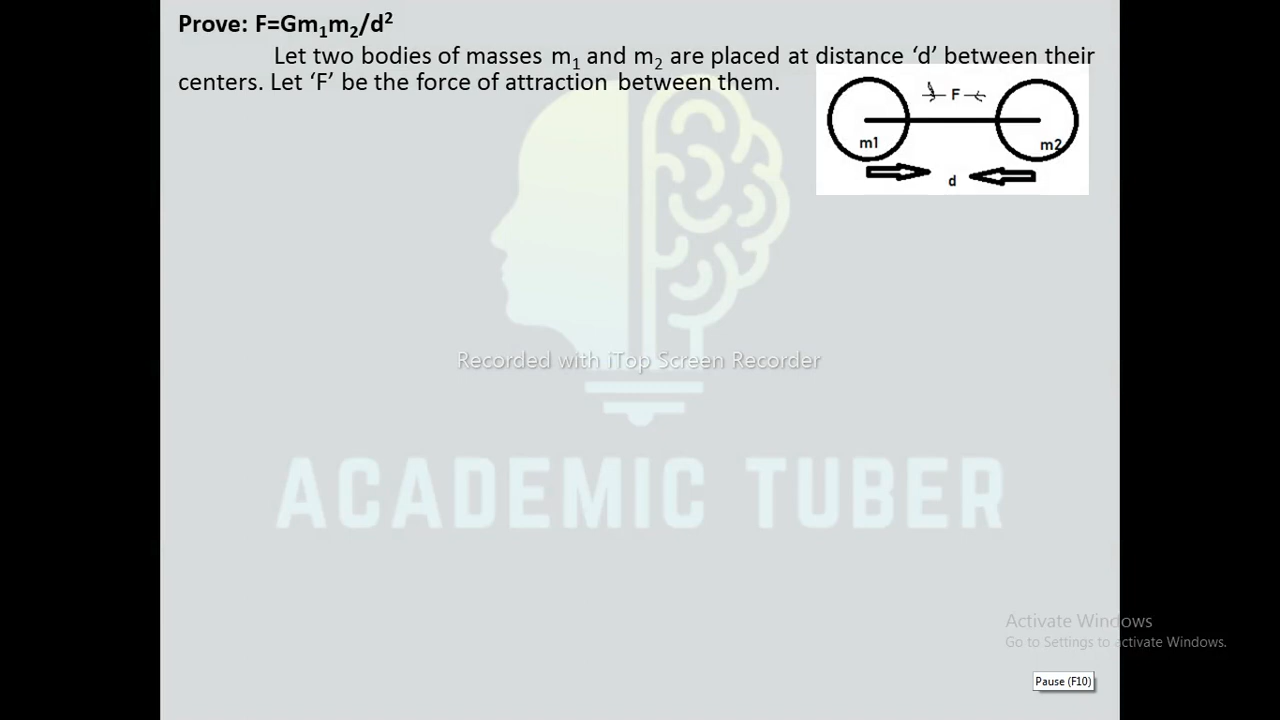 Prove: F=Gm₁m₂/d²
Let two bodies of masses m₁ and m₂ are placed at distance ‘d’ between their
centers. Let ‘F’ be the force of attraction between them.
F
m1
m2
d
Recorded with iTop Screen Recorder
ACADEMIC TUBER
Activate Windows
Go to Settings to activate Windows.
Pause (F10)